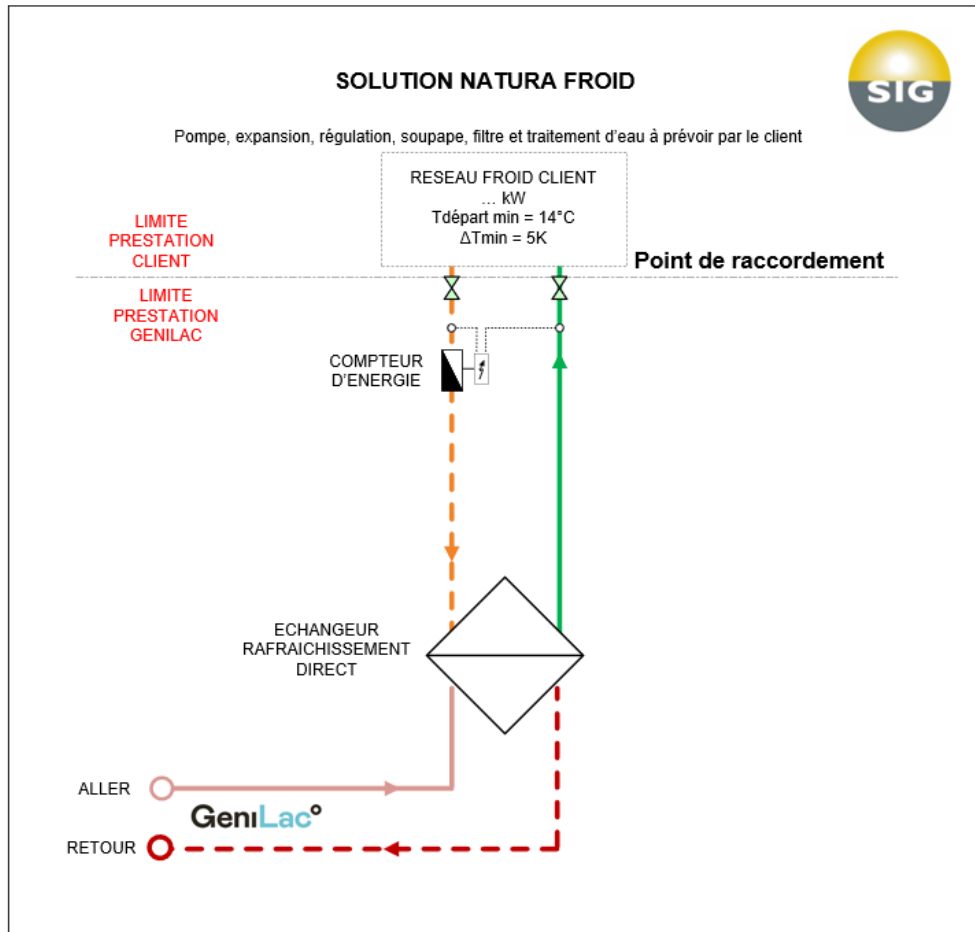 SIG
SOLUTION NATURA FROID
Pompe, expansion, régulation, soupape, filtre et traitement d'eau à prévoir par le client
RESEAU FROID CLIENT
... kW
Tdépart min = 14°C
ΔTmin = 5K
LIMITE
PRESTATION
CLIENT
Point de raccordement
LIMITE
PRESTATION
GENILAC
COMPTEUR
D'ENERGIE
ECHANGEUR
RAFRAICHISSEMENT
DIRECT
ALLER
GeniLac°
RETOUR